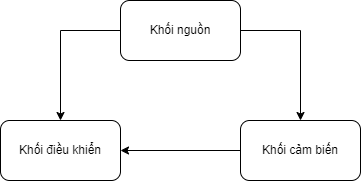 Khối nguồn
Khối điều khiển
Khối cảm biến